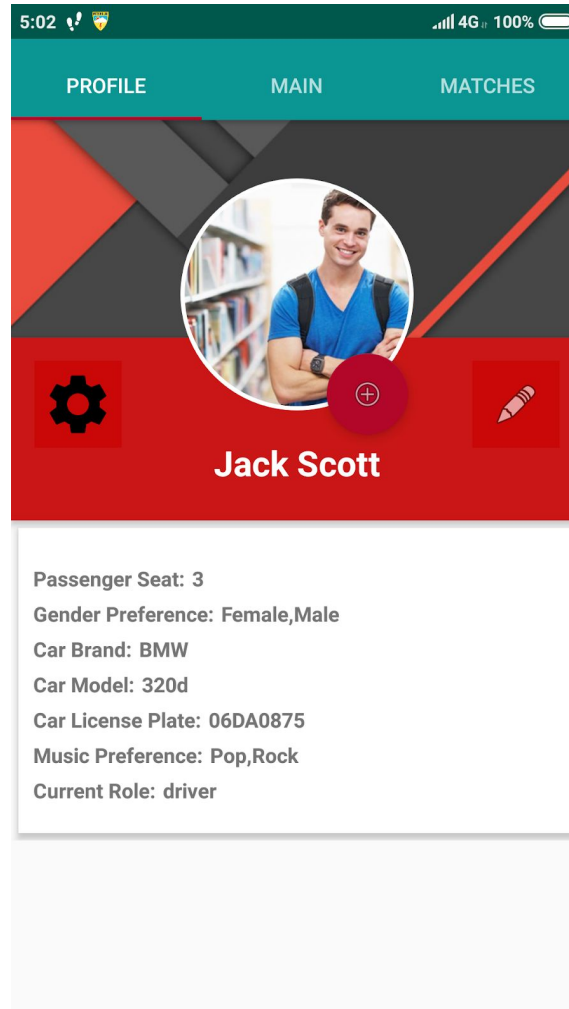 5:02 4G 100%
PROFILE MAIN MATCHES
Jack Scott
Passenger Seat: 3
Gender Preference: Female,Male
Car Brand: BMW
Car Model: 320d
Car License Plate: 06DA0875
Music Preference: Pop,Rock
Current Role: driver